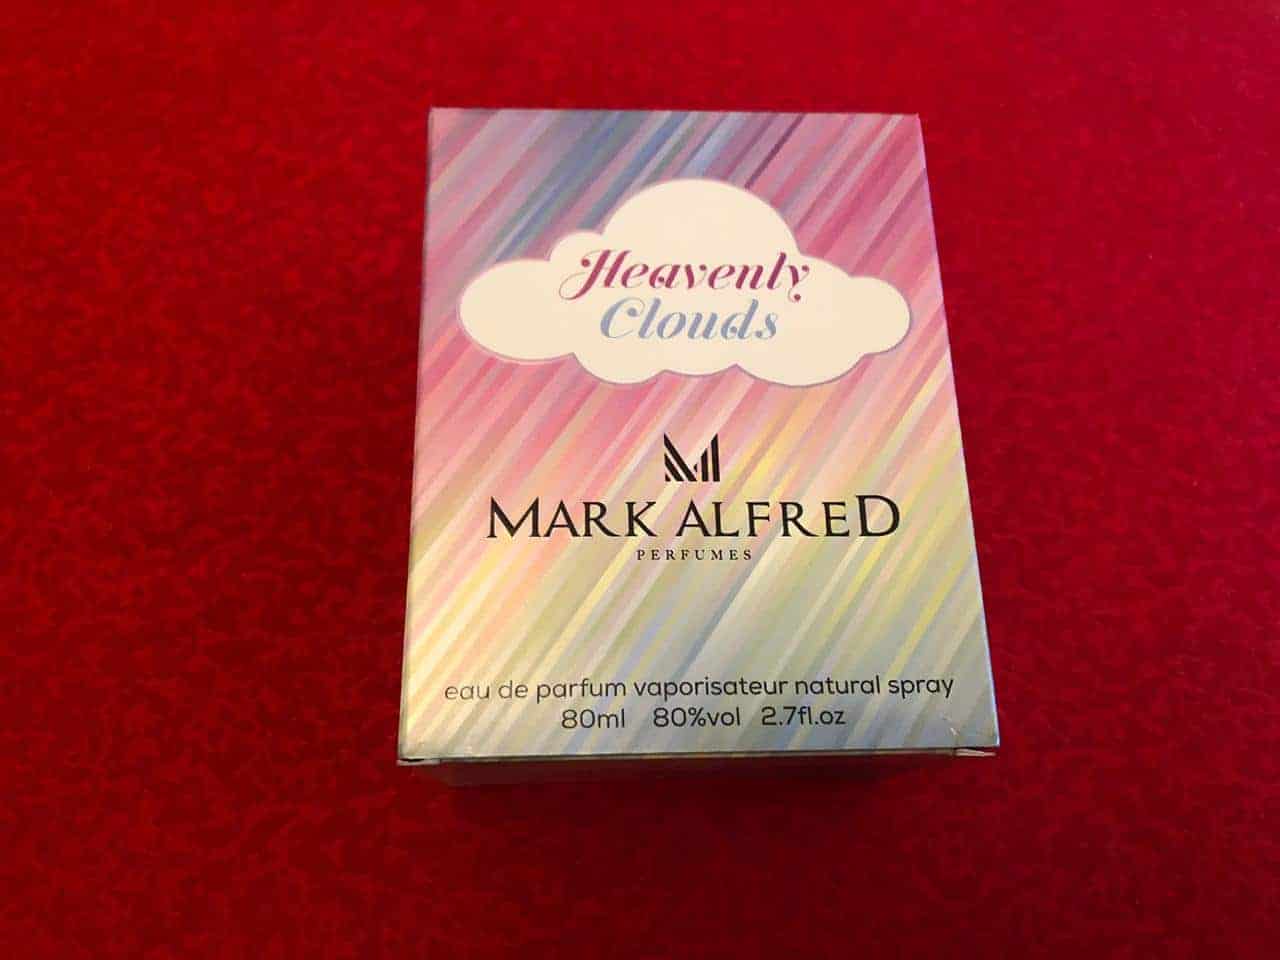 Heavenly
Clouds
M
MARK ALFRED
PERFUMES
eau de parfum vaporisateur natural spray
80ml 80%vol 2.7fl.oz